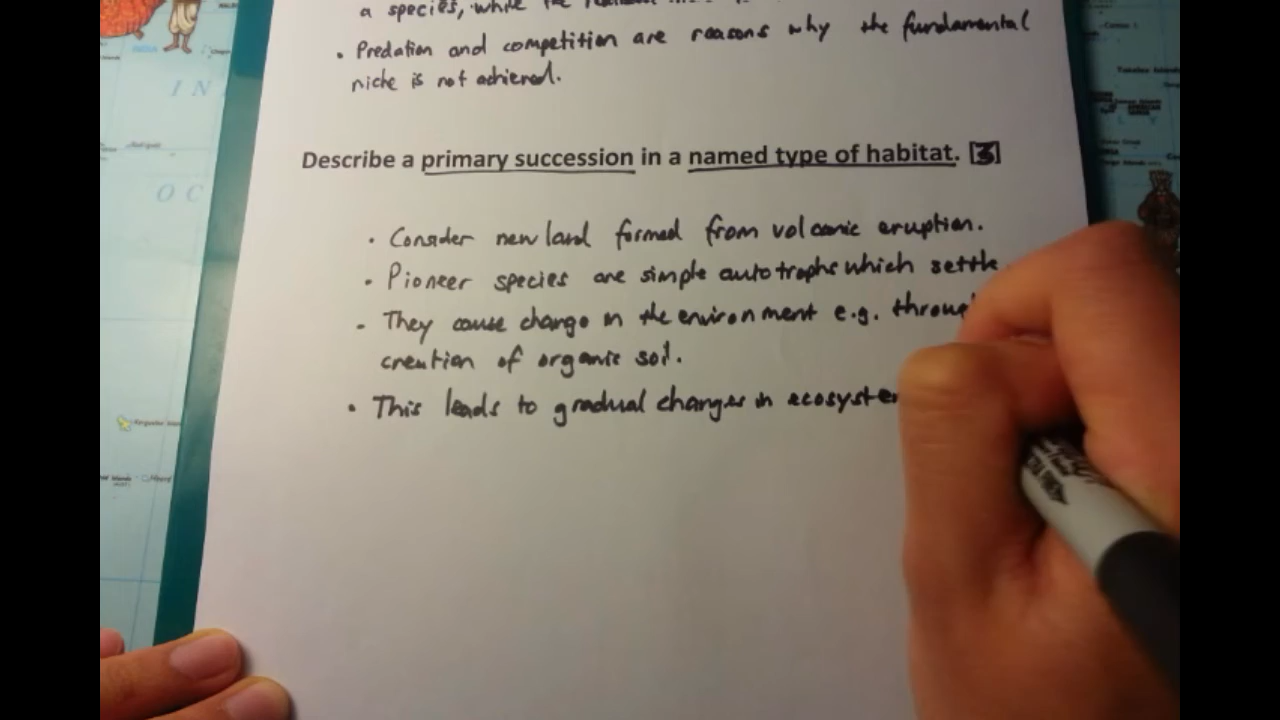 a species, while the
• Predation and competition are reasons why the fundamental
niche is not achieved.
Describe a primary succession in a named type of habitat. [3]
• Consider new land formed from volcanic eruption.
• Pioneer species are simple autotrophs which settle.
• They cause change in the environment e.g. throug
creation of organic soil.
• This leads to gradual changes in ecosystem
INDIA
I N
O C